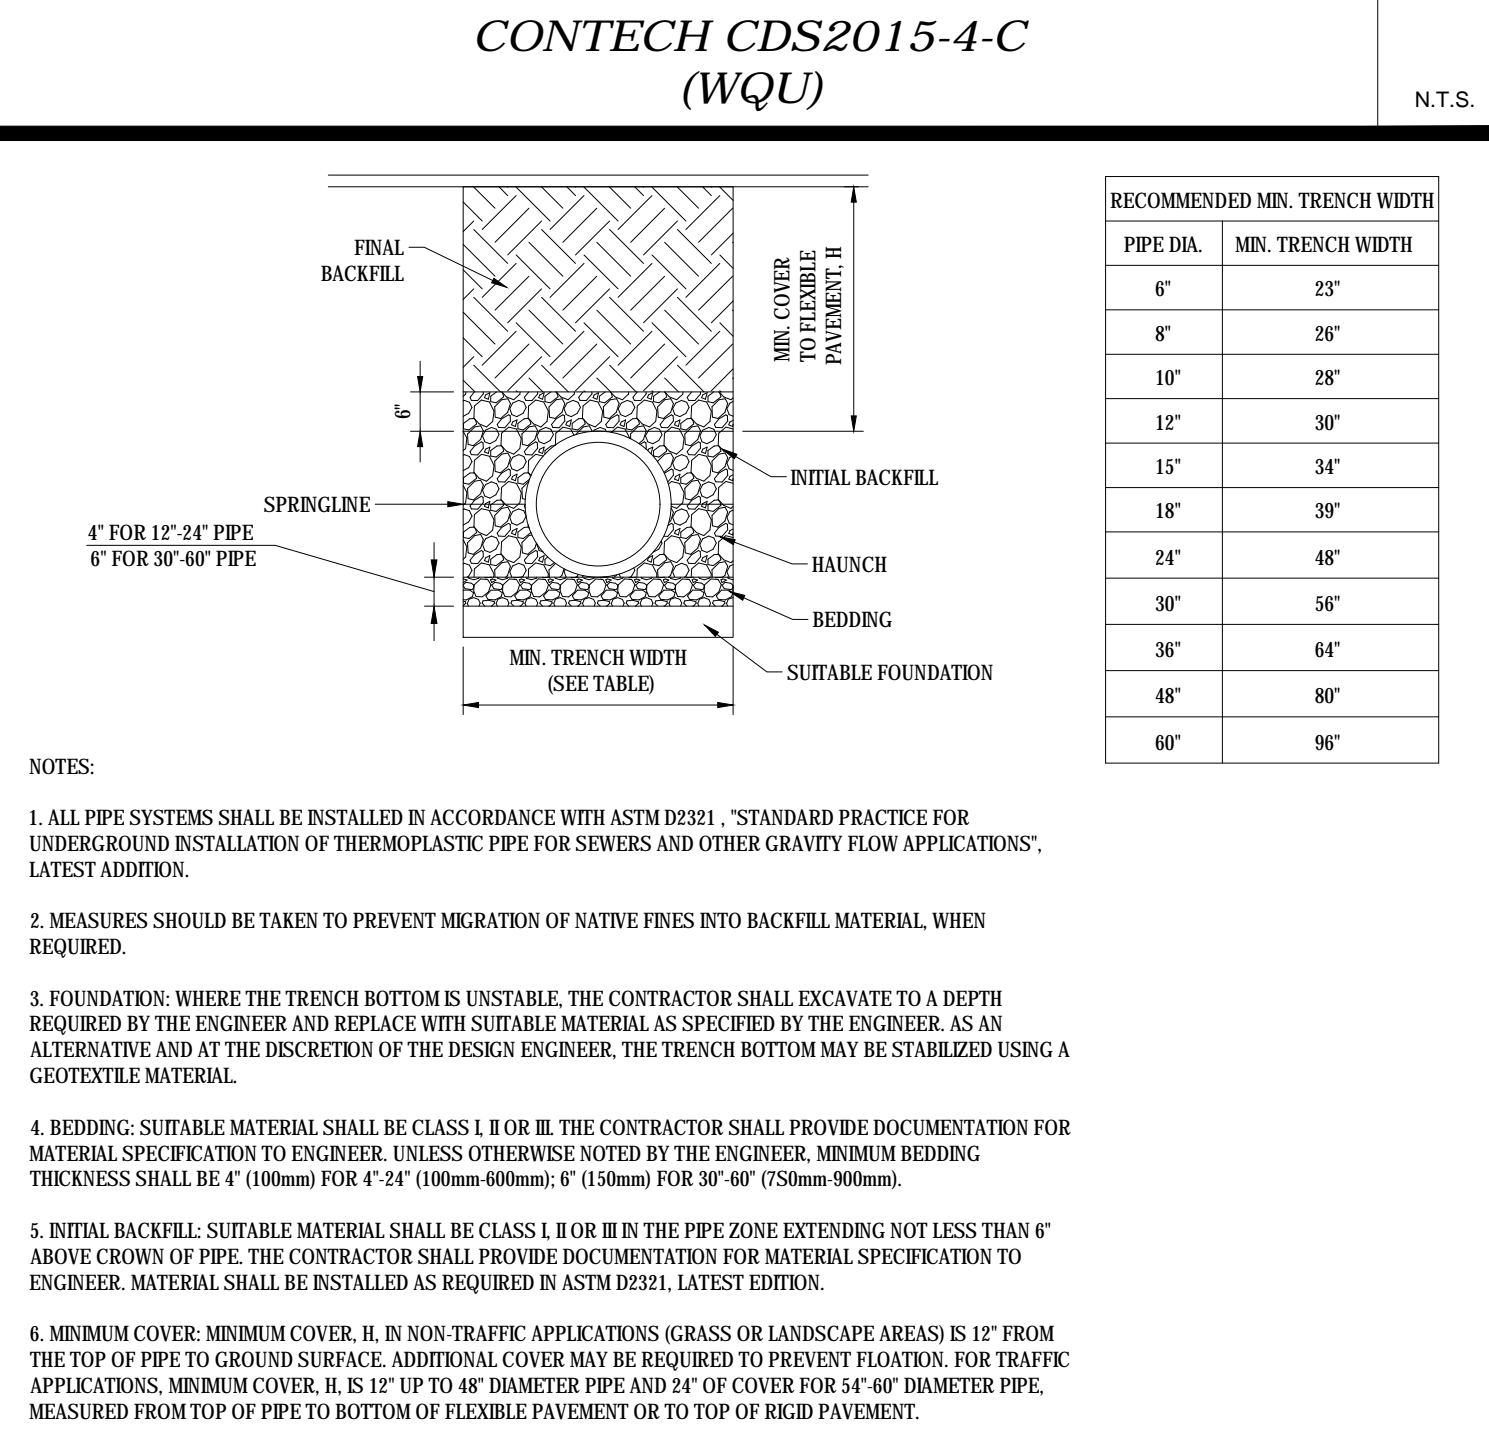 CONTECH CDS2015-4-C
(WQU)
N.T.S.
FINAL
BACKFILL
MIN. COVER
TO FLEXIBLE
PAVEMENT, H
6"
INITIAL BACKFILL
SPRINGLINE
4" FOR 12"-24" PIPE
6" FOR 30"-60" PIPE
HAUNCH
BEDDING
SUITABLE FOUNDATION
MIN. TRENCH WIDTH
(SEE TABLE)
RECOMMENDED MIN. TRENCH WIDTH
PIPE DIA. MIN. TRENCH WIDTH
6" 23"
8" 26"
10" 28"
12" 30"
15" 34"
18" 39"
24" 48"
30" 56"
36" 64"
48" 80"
60" 96"
NOTES:
1. ALL PIPE SYSTEMS SHALL BE INSTALLED IN ACCORDANCE WITH ASTM D2321 , "STANDARD PRACTICE FOR
UNDERGROUND INSTALLATION OF THERMOPLASTIC PIPE FOR SEWERS AND OTHER GRAVITY FLOW APPLICATIONS",
LATEST ADDITION.
2. MEASURES SHOULD BE TAKEN TO PREVENT MIGRATION OF NATIVE FINES INTO BACKFILL MATERIAL, WHEN
REQUIRED.
3. FOUNDATION: WHERE THE TRENCH BOTTOM IS UNSTABLE, THE CONTRACTOR SHALL EXCAVATE TO A DEPTH
REQUIRED BY THE ENGINEER AND REPLACE WITH SUITABLE MATERIAL AS SPECIFIED BY THE ENGINEER. AS AN
ALTERNATIVE AND AT THE DISCRETION OF THE DESIGN ENGINEER, THE TRENCH BOTTOM MAY BE STABILIZED USING A
GEOTEXTILE MATERIAL.
4. BEDDING: SUITABLE MATERIAL SHALL BE CLASS I, II OR III. THE CONTRACTOR SHALL PROVIDE DOCUMENTATION FOR
MATERIAL SPECIFICATION TO ENGINEER. UNLESS OTHERWISE NOTED BY THE ENGINEER, MINIMUM BEDDING
THICKNESS SHALL BE 4" (100mm) FOR 4"-24" (100mm-600mm); 6" (150mm) FOR 30"-60" (7S0mm-900mm).
5. INITIAL BACKFILL: SUITABLE MATERIAL SHALL BE CLASS I, II OR III IN THE PIPE ZONE EXTENDING NOT LESS THAN 6"
ABOVE CROWN OF PIPE. THE CONTRACTOR SHALL PROVIDE DOCUMENTATION FOR MATERIAL SPECIFICATION TO
ENGINEER. MATERIAL SHALL BE INSTALLED AS REQUIRED IN ASTM D2321, LATEST EDITION.
6. MINIMUM COVER: MINIMUM COVER, H, IN NON-TRAFFIC APPLICATIONS (GRASS OR LANDSCAPE AREAS) IS 12" FROM
THE TOP OF PIPE TO GROUND SURFACE. ADDITIONAL COVER MAY BE REQUIRED TO PREVENT FLOATION. FOR TRAFFIC
APPLICATIONS, MINIMUM COVER, H, IS 12" UP TO 48" DIAMETER PIPE AND 24" OF COVER FOR 54"-60" DIAMETER PIPE,
MEASURED FROM TOP OF PIPE TO BOTTOM OF FLEXIBLE PAVEMENT OR TO TOP OF RIGID PAVEMENT.